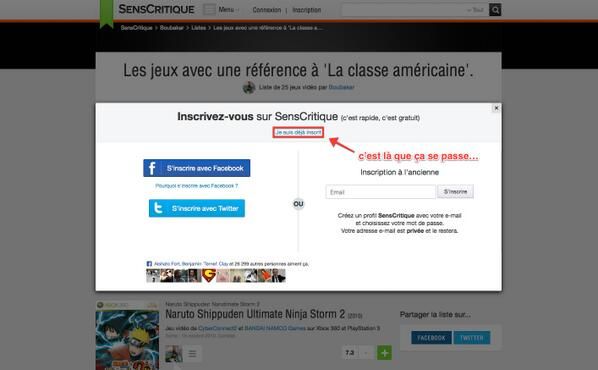 SENSCRITIQUE
Menu
Connexion | Inscription
Tout
SensCritique > Boubakar > Listes > Les jeux avec une référence à 'La classe a...
Les jeux avec une référence à 'La classe américaine'.
Liste de 25 jeux vidéo par Boubakar
Inscrivez-vous sur SensCritique (c'est rapide, c'est gratuit)
Je suis déjà inscrit
c'est là que ça se passe...
S'inscrire avec Facebook
Pourquoi s'inscrire avec Facebook ?
S'inscrire avec Twitter
OU
Inscription à l'ancienne
Email
S'inscrire
Créez un profil SensCritique avec votre e-mail
et choisissez votre mot de passe.
Votre adresse e-mail est privée et le restera.
Fort, Benjamin Ternel, Clay et 26 299 autres personnes aiment ça.
XBOX 360
Naruto Shippuden: Narutimate Storm 2
Naruto Shippuden Ultimate Ninja Storm 2 (2010)
Jeu vidéo de CyberConnect2 et BANDAI NAMCO Games sur Xbox 360 et PlayStation 3
Sortie : 15 octobre 2010.
7.3
-
+
Partager la liste sur...
FACEBOOK
TWITTER